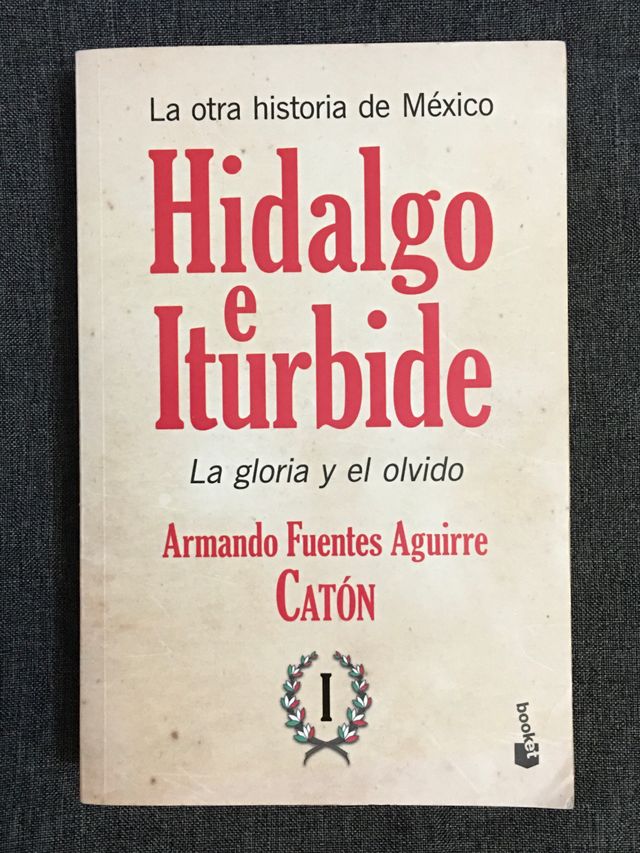 La otra historia de México
Hidalgo
e
Iturbide
La gloria y el olvido
Armando Fuentes Aguirre
CATÓN
I
booket